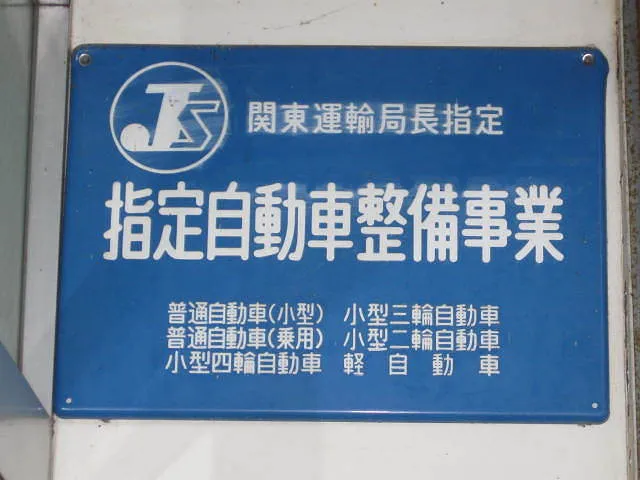 JS 関東運輸局長指定
指定自動車整備事業
普通自動車(小型) 小型三輪自動車
普通自動車(乗用) 小型二輪自動車
小型四輪自動車 軽自動車